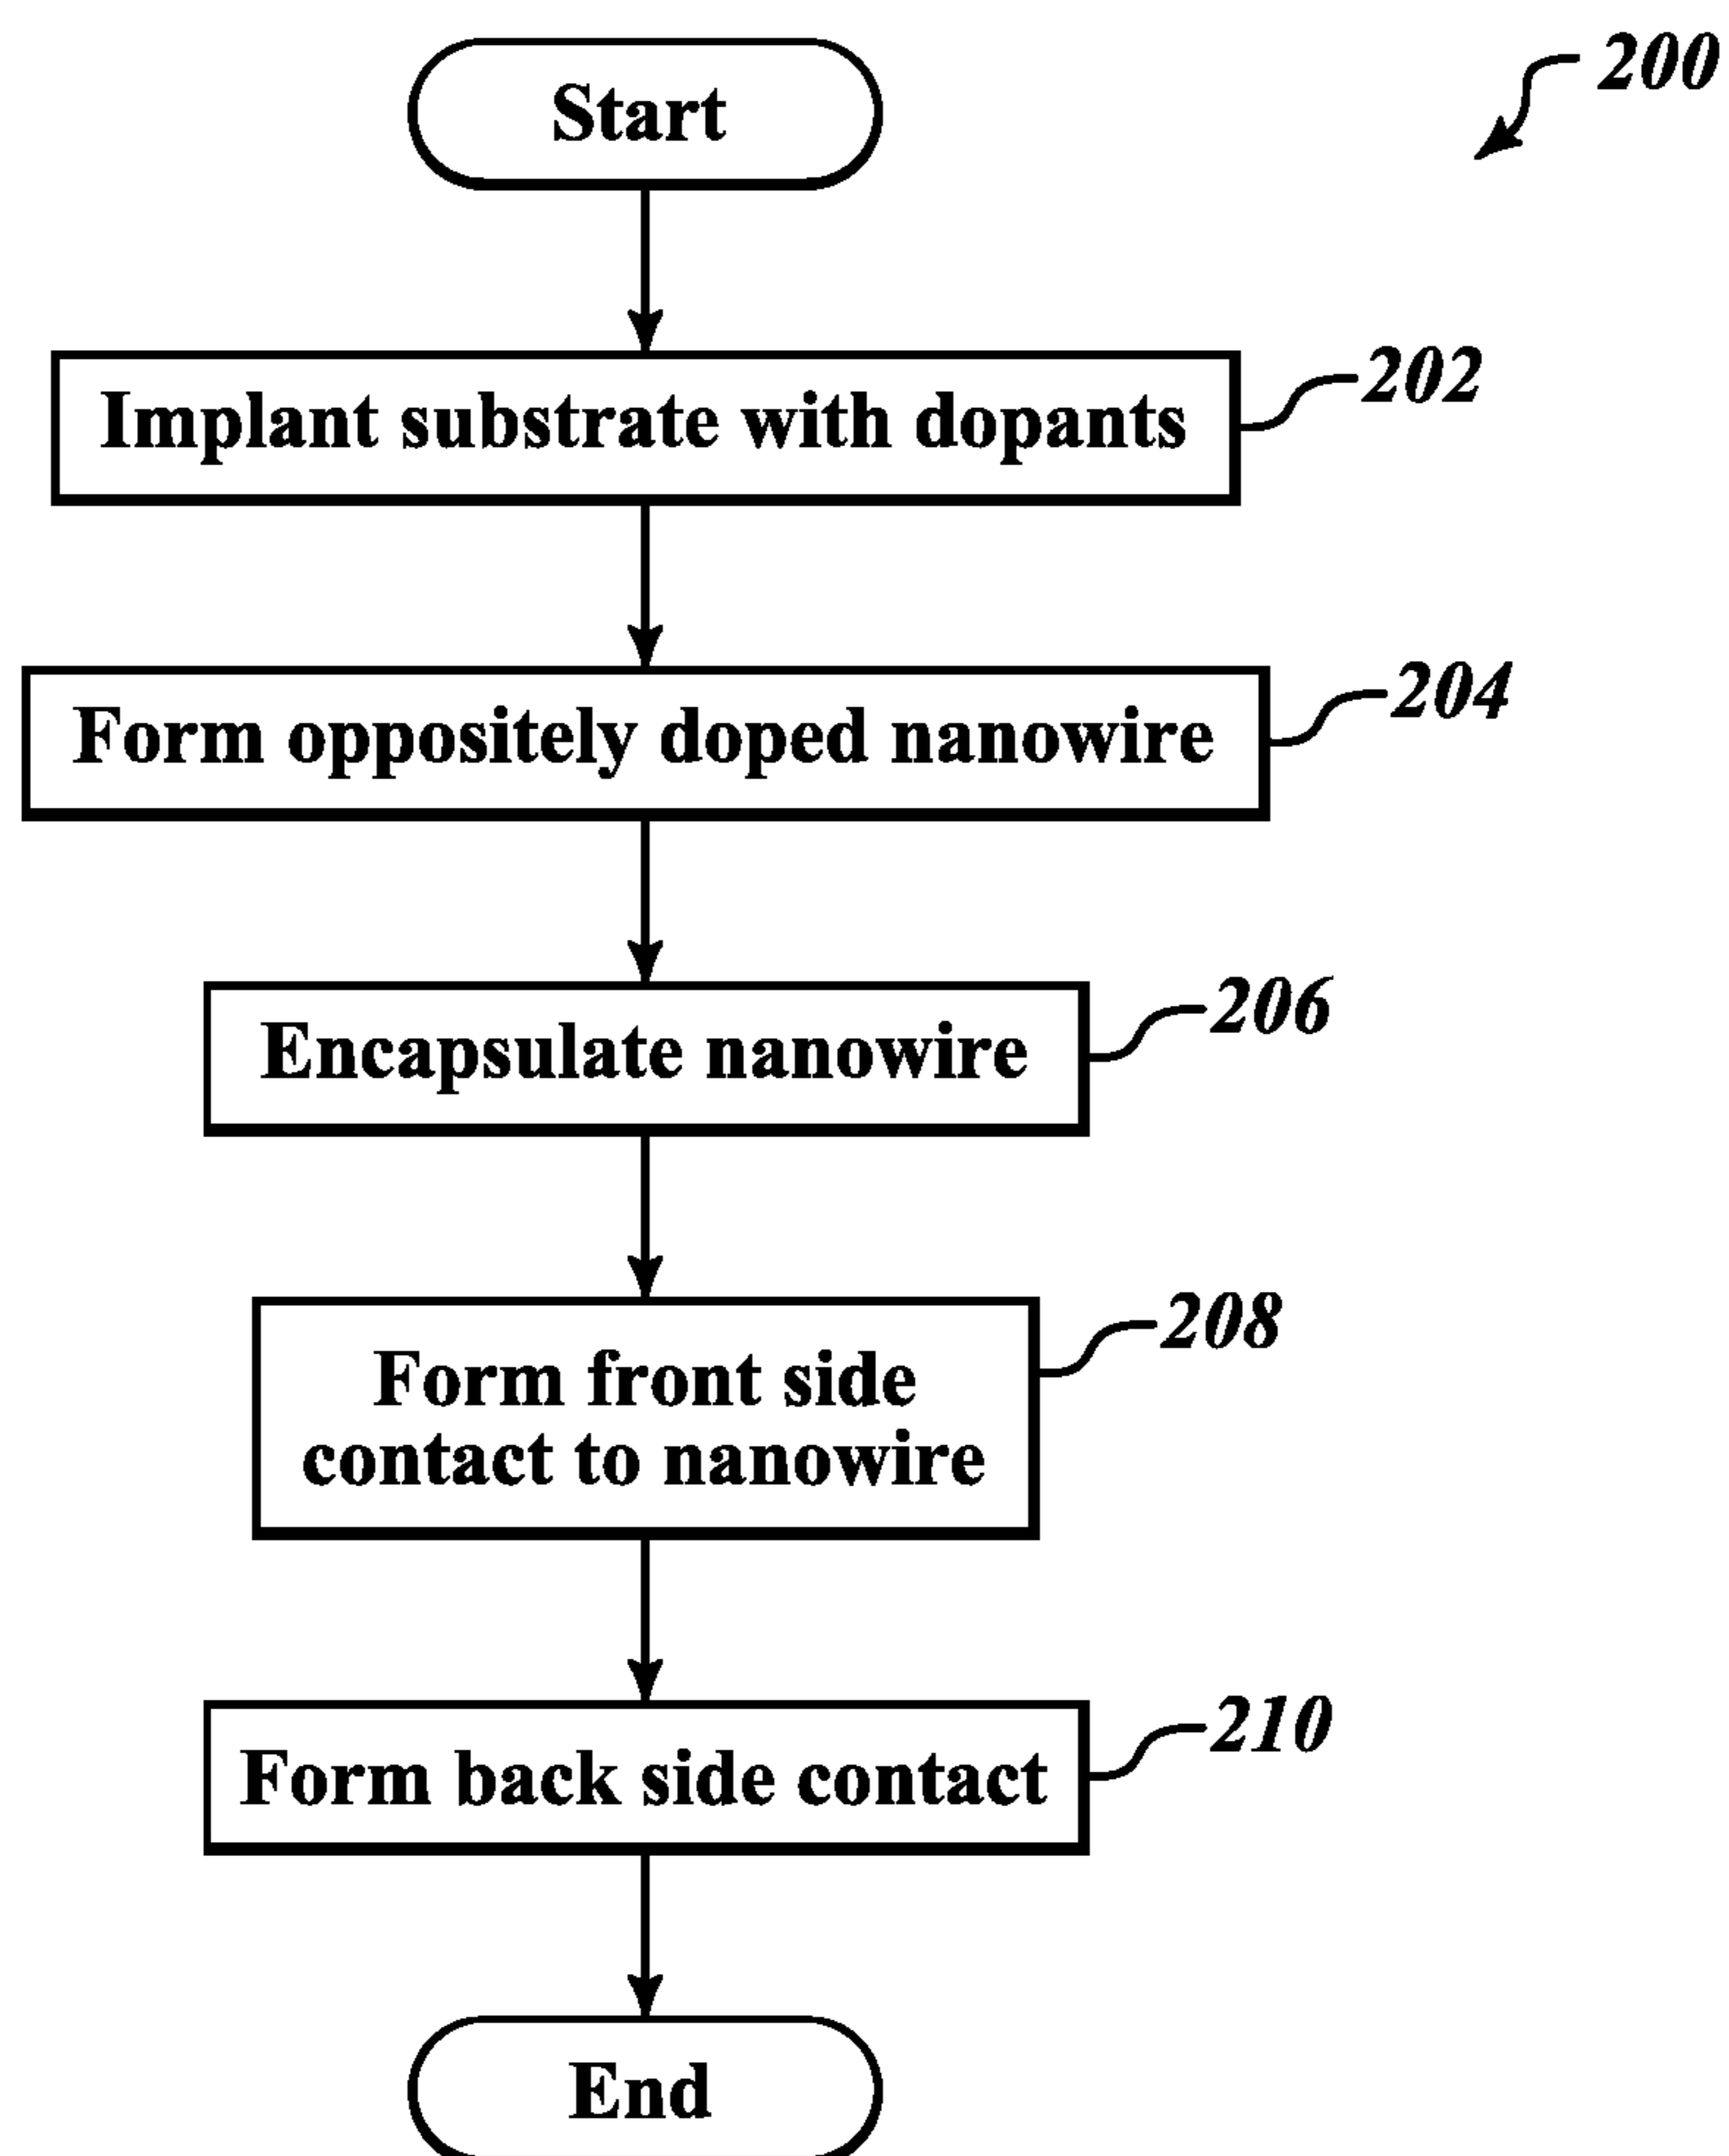 Start
200
Implant substrate with dopants
202
Form oppositely doped nanowire
204
Encapsulate nanowire
206
Form front side
contact to nanowire
208
Form back side contact
210
End